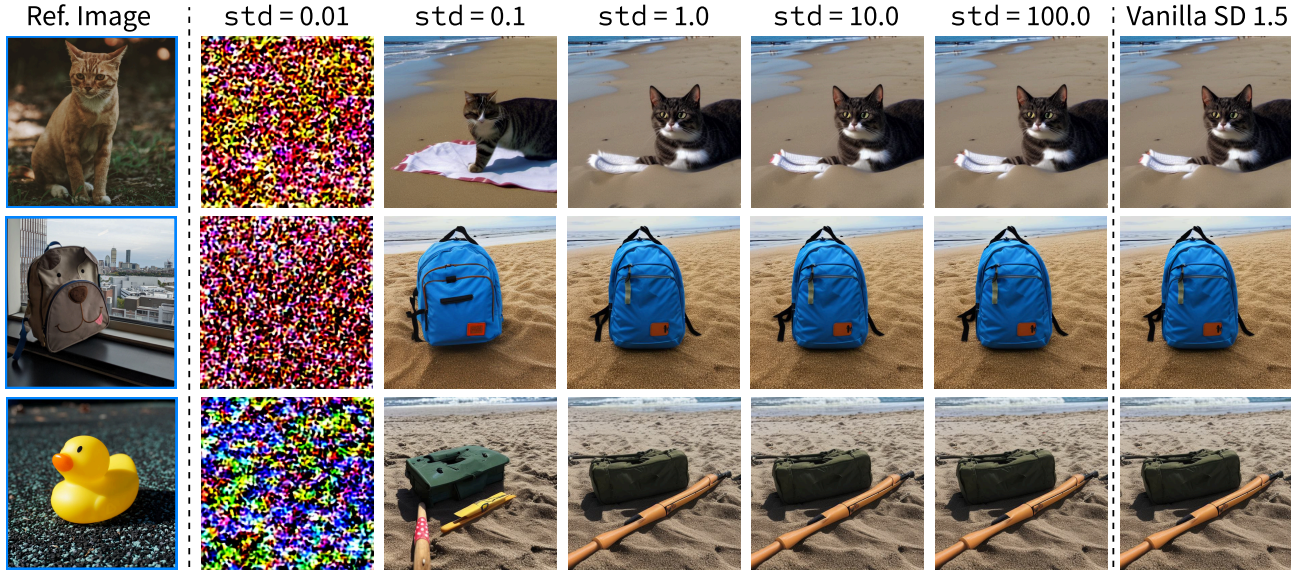 Ref. Image std = 0.01 std = 0.1 std = 1.0 std = 10.0 std = 100.0 Vanilla SD 1.5